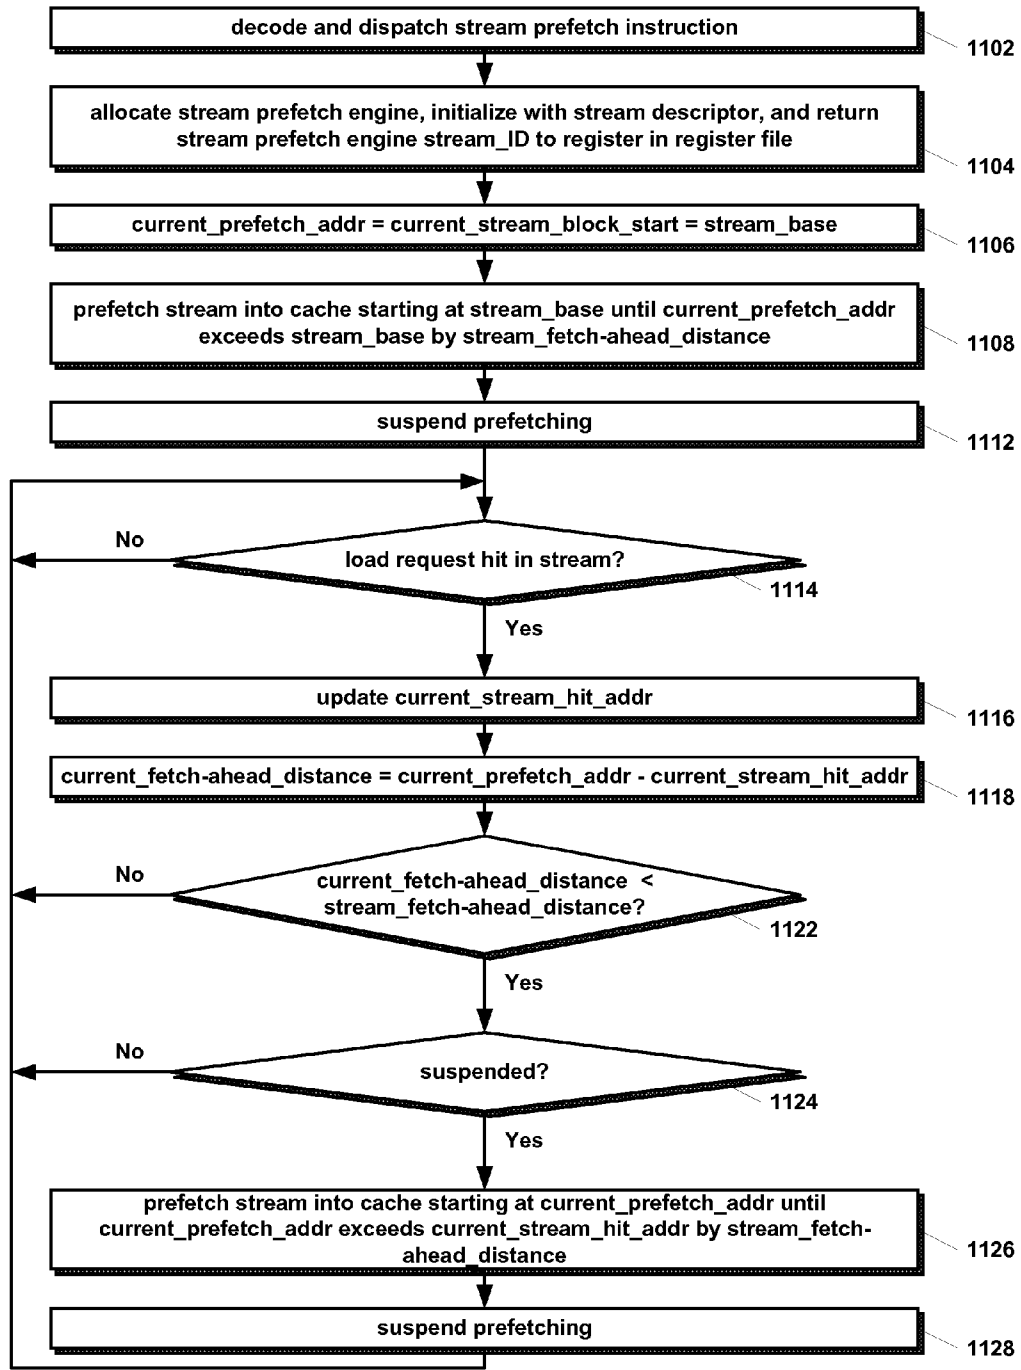 decode and dispatch stream prefetch instruction
1102
allocate stream prefetch engine, initialize with stream descriptor, and return
stream prefetch engine stream_ID to register in register file
1104
current_prefetch_addr = current_stream_block_start = stream_base
1106
prefetch stream into cache starting at stream_base until current_prefetch_addr
exceeds stream_base by stream_fetch-ahead_distance
1108
suspend prefetching
1112
No
load request hit in stream?
1114
Yes
update current_stream_hit_addr
1116
current_fetch-ahead_distance = current_prefetch_addr - current_stream_hit_addr
1118
No
current_fetch-ahead_distance <
stream_fetch-ahead_distance?
1122
Yes
No
suspended?
1124
Yes
prefetch stream into cache starting at current_prefetch_addr until
current_prefetch_addr exceeds current_stream_hit_addr by stream_fetch-
ahead_distance
1126
suspend prefetching
1128